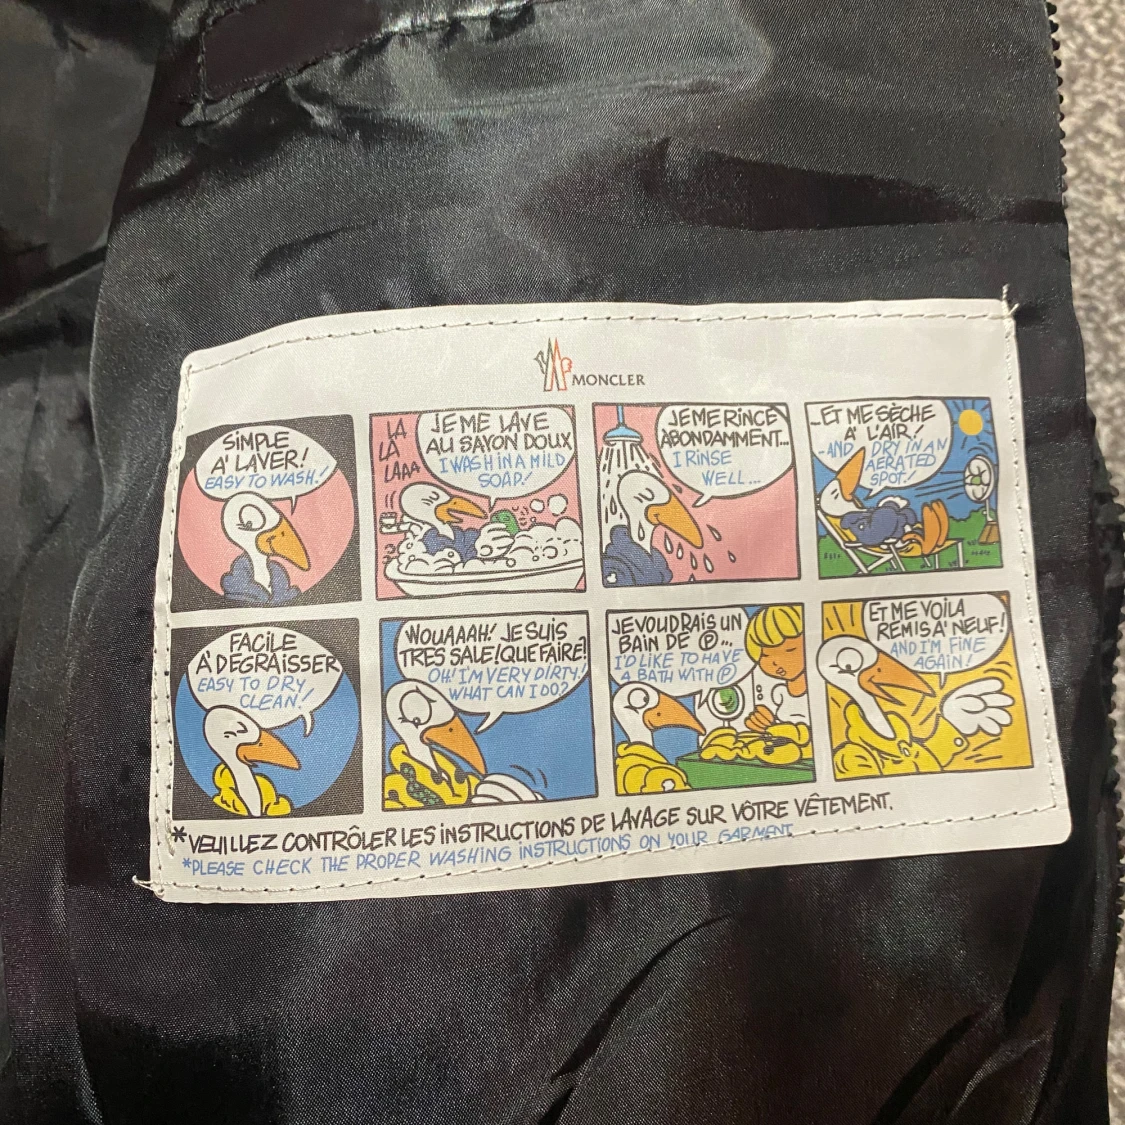 MONCLER
SIMPLE
A' LAVER!
EASY TO WASH!
LA
LA
LAAA
JE ME LAVE
AU SAVON DOUX
I WASH IN A MILD
SOAP!
JE ME RINCE
ABONDAMMENT...
I RINSE
WELL...
...ET ME SÈCHE
A' L'AIR!
-AND I DRY IN AN
AERATED
SPOT!
FACILE
A' DEGRAISSER
EASY TO DRY
CLEAN!
WOUAAAH! JE SUIS
TRES SALE! QUE FAIRE?
OH! I'M VERY DIRTY!
WHAT CAN I DO?
JE VOUDRAIS UN
BAIN DE Ⓟ...
I'D LIKE TO HAVE
A BATH WITH Ⓟ
ET ME VOILA
REMIS A' NEUF!
AND I'M FINE
AGAIN!
*VEUILLEZ CONTRÔLER LES INSTRUCTIONS DE LAVAGE SUR VÔTRE VÊTEMENT.
*PLEASE CHECK THE PROPER WASHING INSTRUCTIONS ON YOUR GARMENT